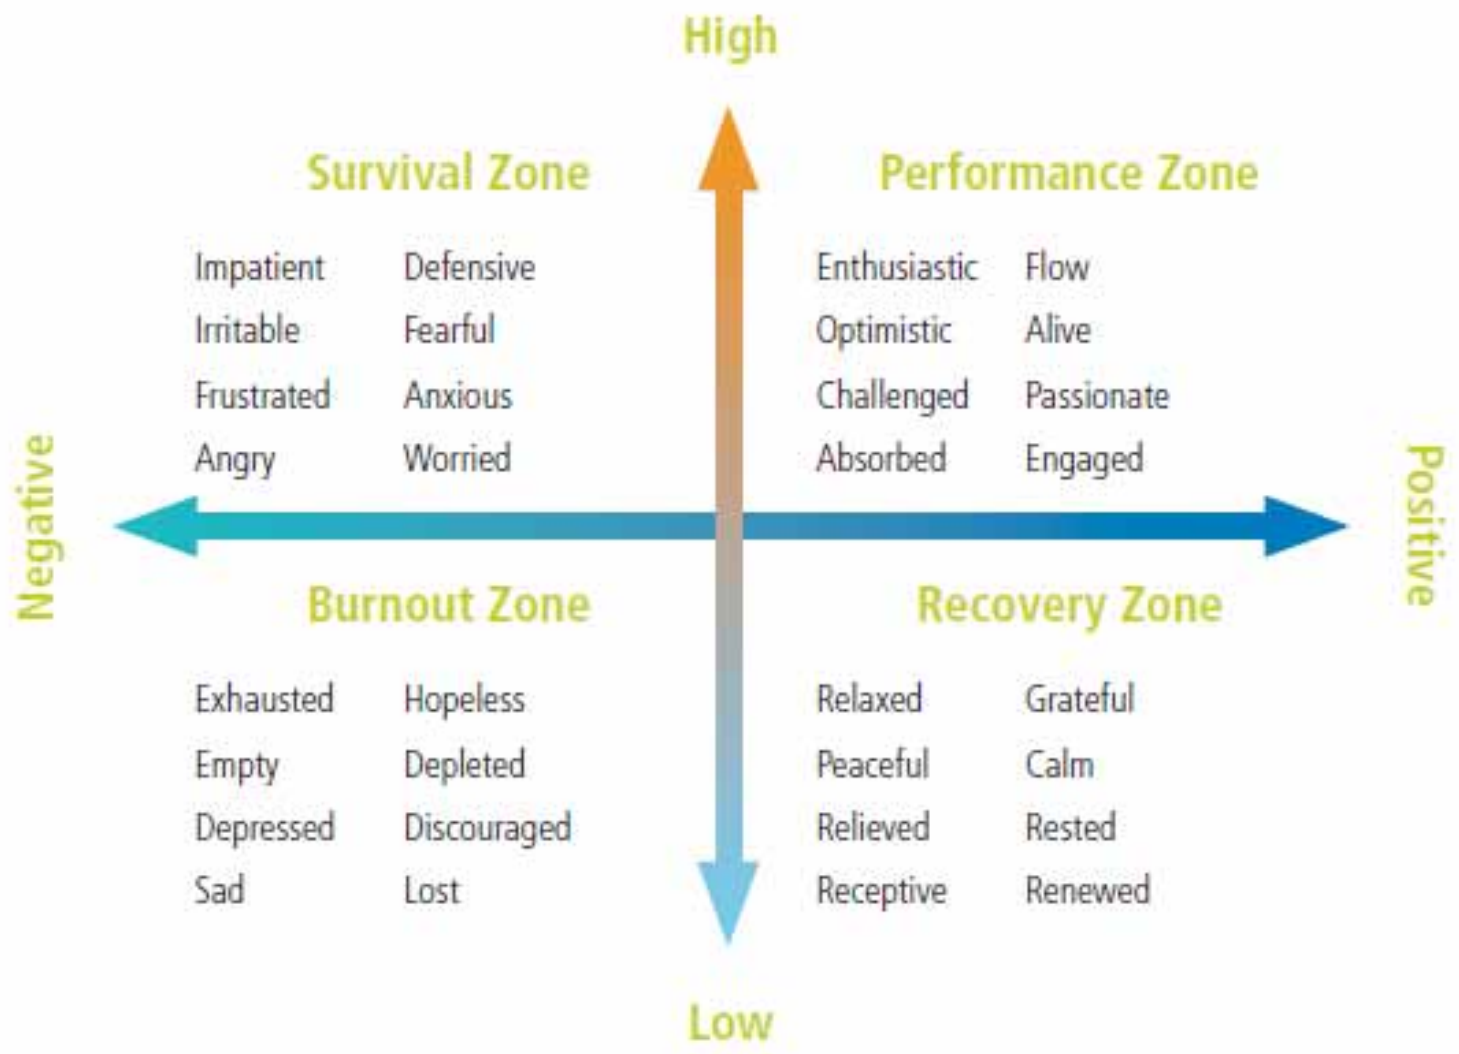 High
Survival Zone
Performance Zone
Impatient Defensive
Irritable Fearful
Frustrated Anxious
Angry Worried
Enthusiastic Flow
Optimistic Alive
Challenged Passionate
Absorbed Engaged
Negative
Positive
Burnout Zone
Recovery Zone
Exhausted Hopeless
Empty Depleted
Depressed Discouraged
Sad Lost
Relaxed Grateful
Peaceful Calm
Relieved Rested
Receptive Renewed
Low